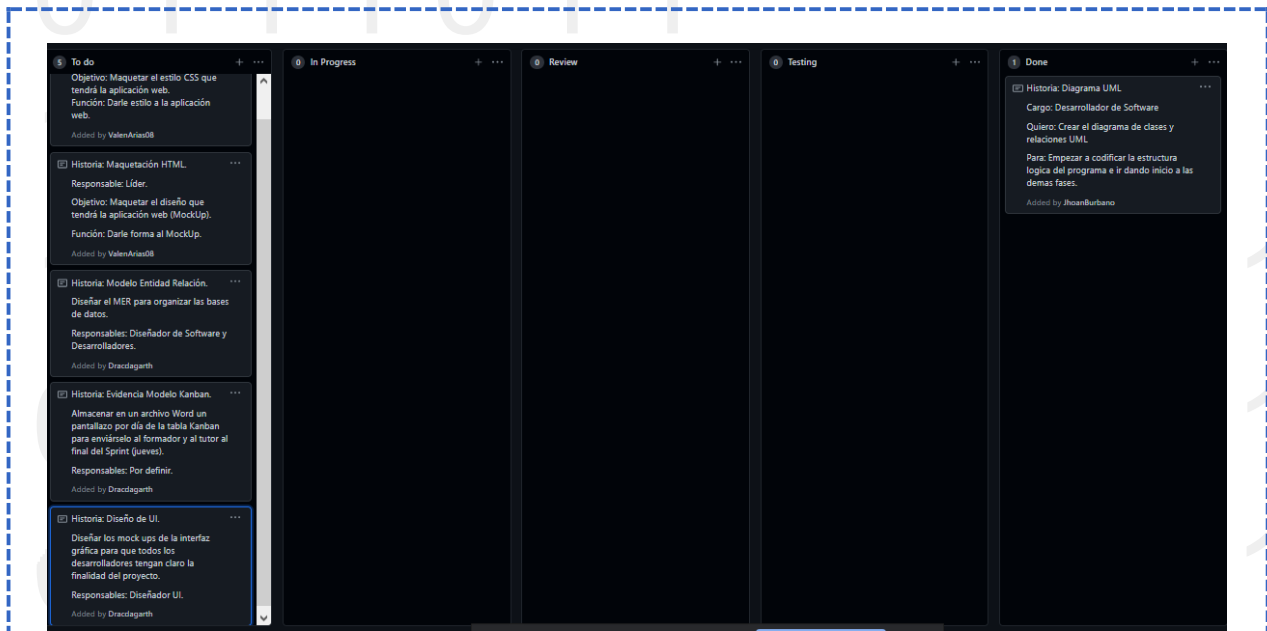 5 To do + ...
Objetivo: Maquetar el estilo CSS que
tendrá la aplicación web.
Función: Darle estilo a la aplicación
web.
Added by ValenArias08
Historia: Maquetación HTML. ...
Responsable: Líder.
Objetivo: Maquetar el diseño que
tendrá la aplicación web (MockUp).
Función: Darle forma al MockUp.
Added by ValenArias08
Historia: Modelo Entidad Relación. ...
Diseñar el MER para organizar las bases
de datos.
Responsables: Diseñador de Software y
Desarrolladores.
Added by Dracdagarth
Historia: Evidencia Modelo Kanban. ...
Almacenar en un archivo Word un
pantallazo por día de la tabla Kanban
para enviárselo al formador y al tutor al
final del Sprint (jueves).
Responsables: Por definir.
Added by Dracdagarth
Historia: Diseño de UI. ...
Diseñar los mock ups de la interfaz
gráfica para que todos los
desarrolladores tengan claro la
finalidad del proyecto.
Responsables: Diseñador UI.
Added by Dracdagarth
0 In Progress + ...
0 Review + ...
0 Testing + ...
1 Done + ...
Historia: Diagrama UML ...
Cargo: Desarrollador de Software
Quiero: Crear el diagrama de clases y
relaciones UML
Para: Empezar a codificar la estructura
logica del programa e ir dando inicio a las
demas fases.
Added by JhoanBurbano